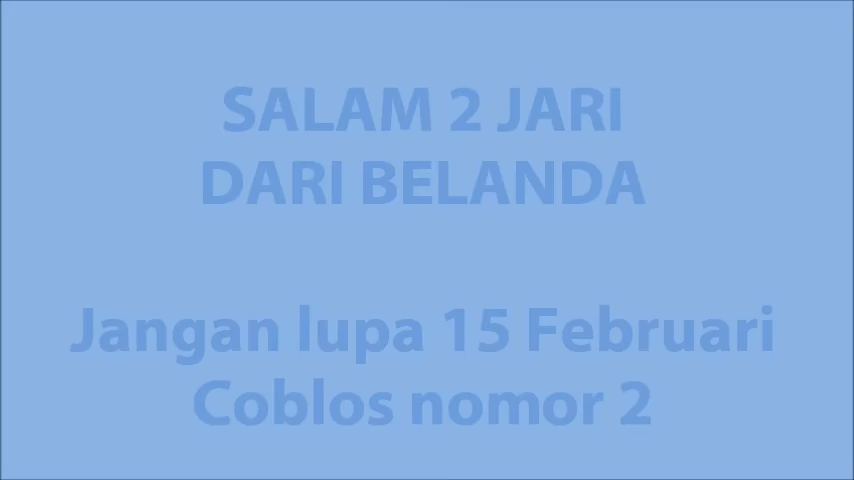 SALAM 2 JARI
DARI BELANDA
Jangan lupa 15 Februari
Coblos nomor 2